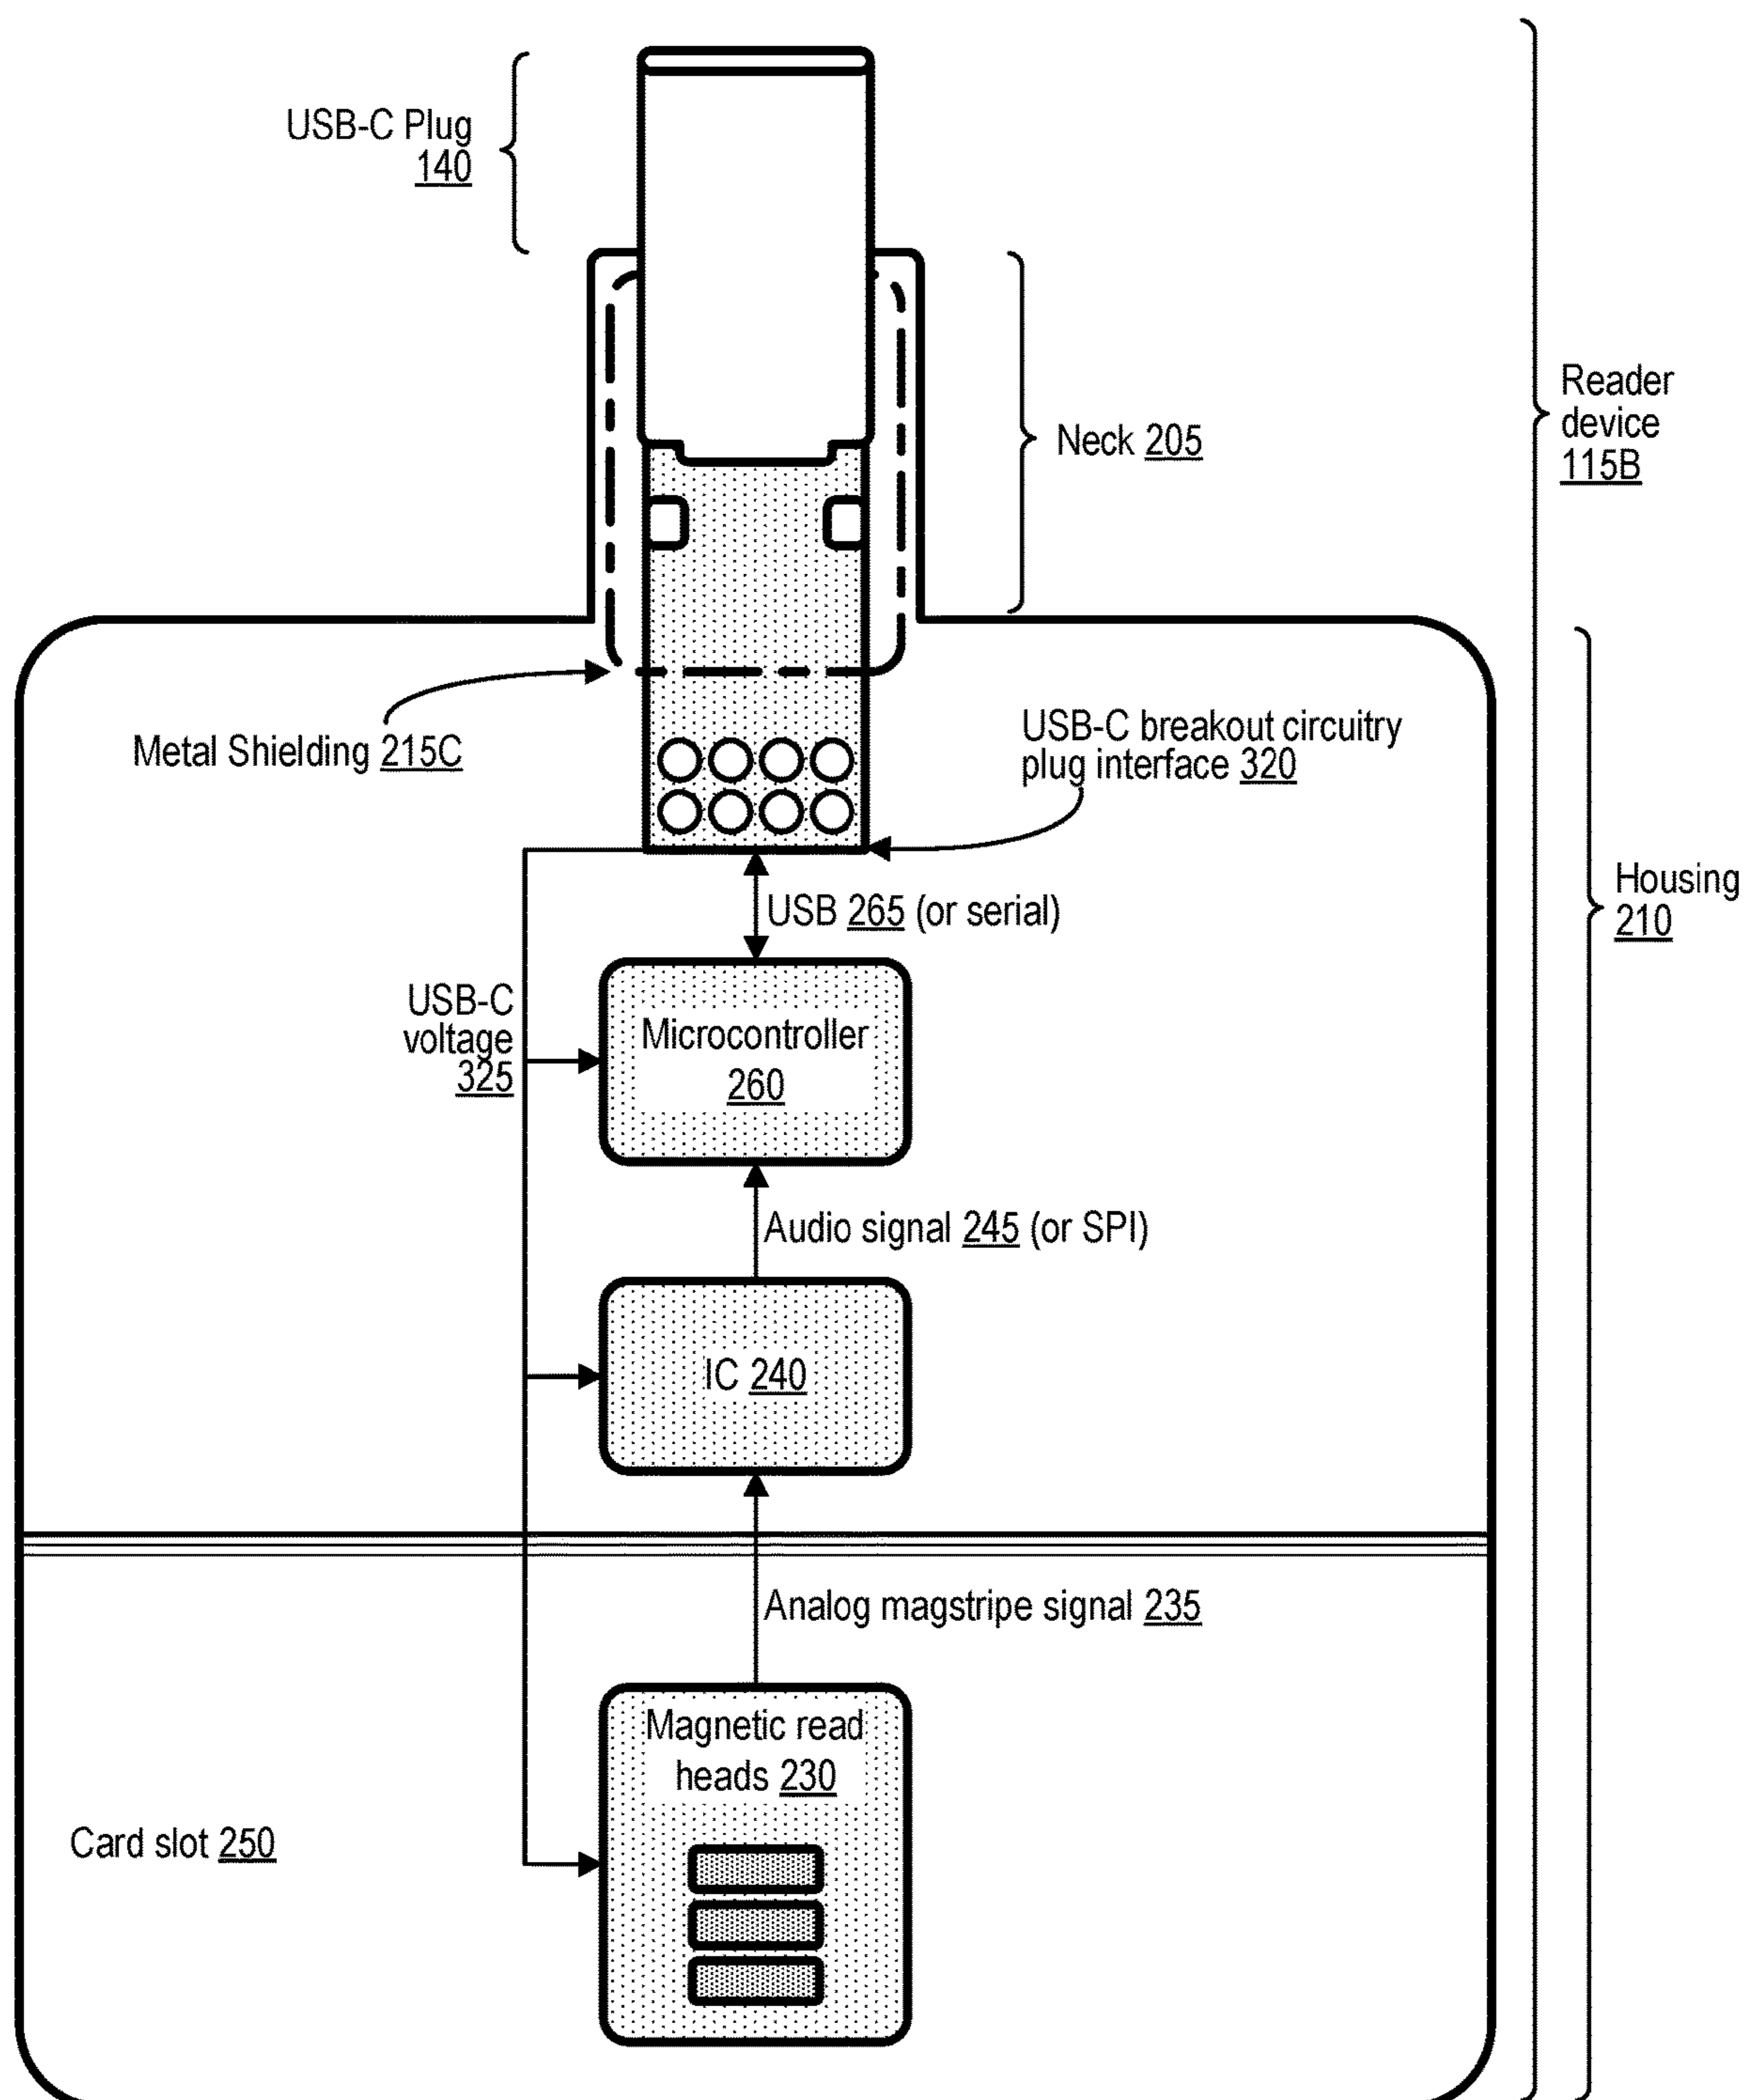 USB-C Plug
140
Neck 205
Reader
device
115B
Metal Shielding 215C
USB-C breakout circuitry
plug interface 320
Housing
210
USB 265 (or serial)
USB-C
voltage
325
Microcontroller
260
Audio signal 245 (or SPI)
IC 240
Analog magstripe signal 235
Magnetic read
heads 230
Card slot 250